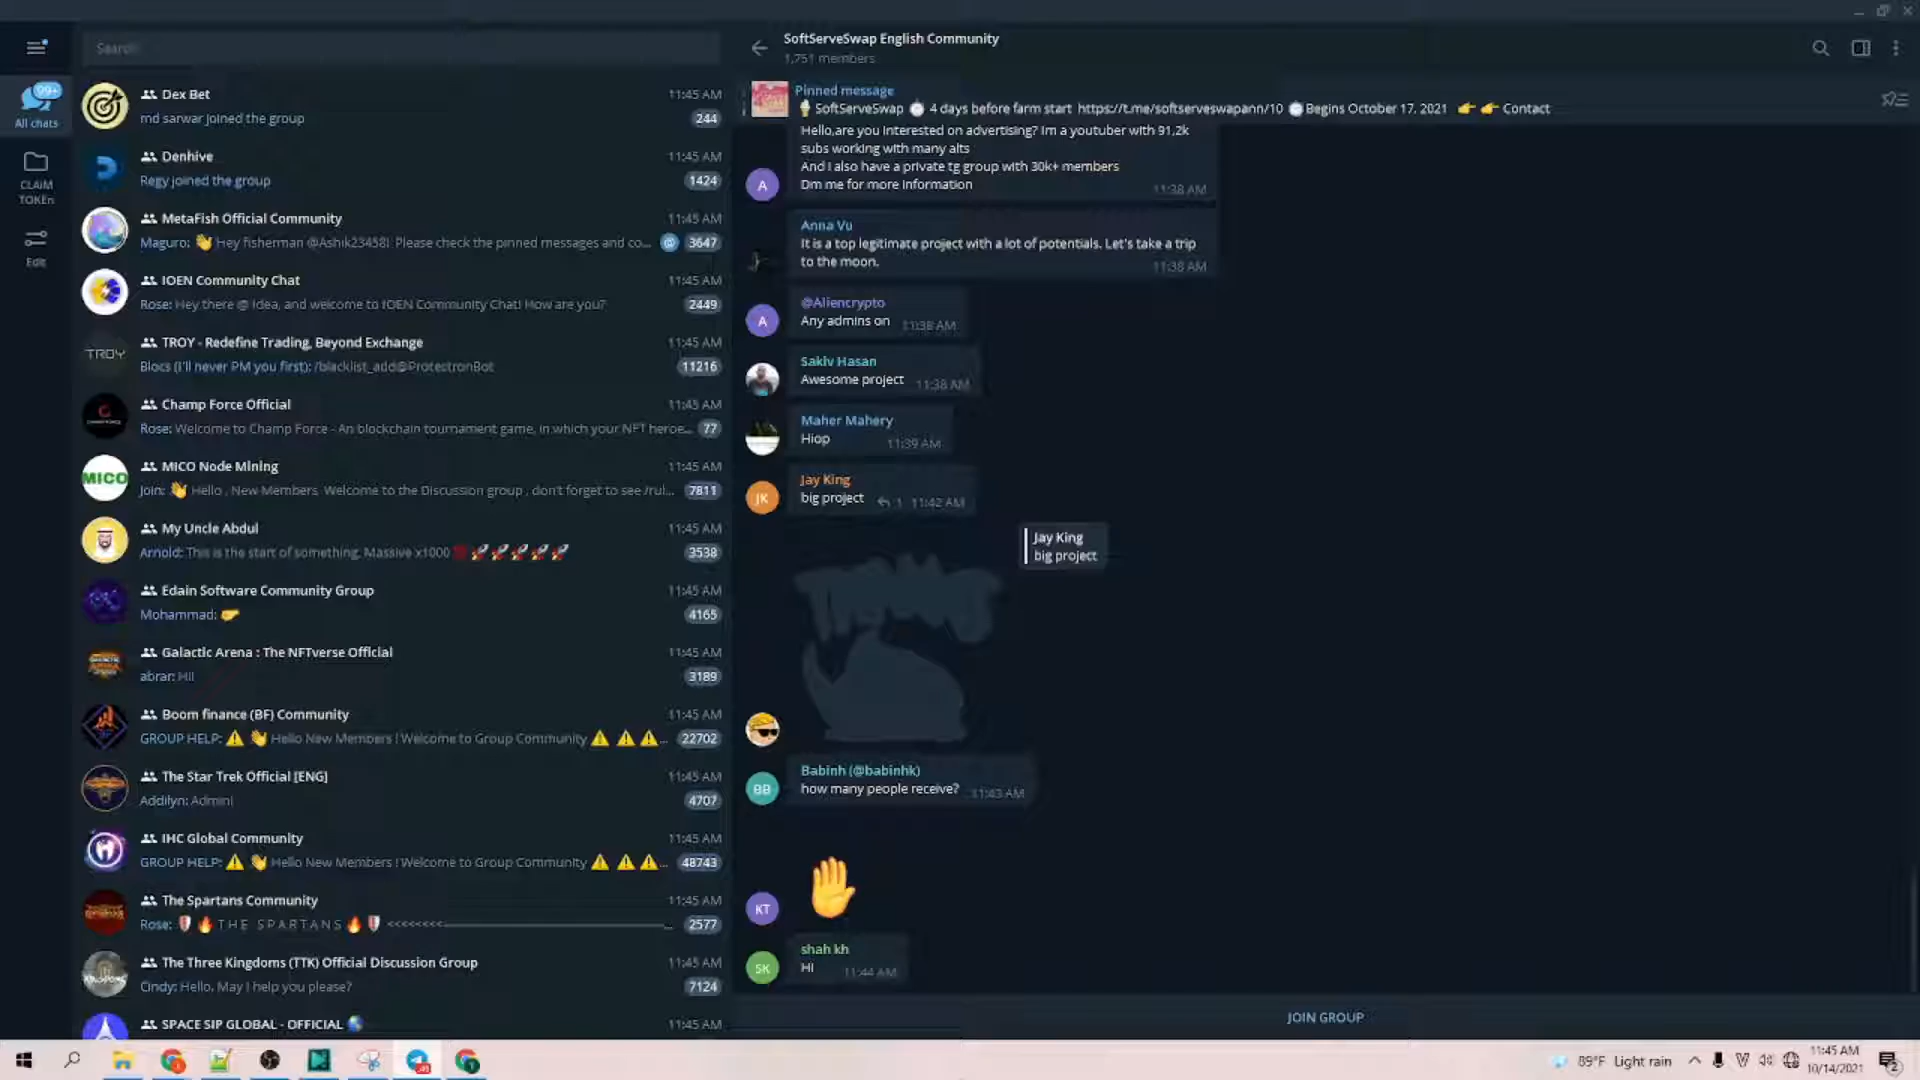 Search
99+
All chats
CLAIM
TOKEn
Edit
Dex Bet 11:45 AM
md sarwar joined the group 244
Denhive 11:45 AM
Regy joined the group 1424
MetaFish Official Community 11:45 AM
Maguro: 👋 Hey fisherman @Ashik23458! Please check the pinned messages and co... @ 3647
IOEN Community Chat 11:45 AM
Rose: Hey there @ Idea, and welcome to IOEN Community Chat! How are you? 2449
TROY
TROY - Redefine Trading, Beyond Exchange 11:45 AM
Blocs (I'll never PM you first): /blacklist_add@ProtectronBot 11216
Champ Force Official 11:45 AM
Rose: Welcome to Champ Force - An blockchain tournament game, in which your NFT heroe... 77
MICO
MICO Node Mining 11:45 AM
Join: 👋 Hello , New Members Welcome to the Discussion group , don't forget to see /rul... 7811
My Uncle Abdul 11:45 AM
Arnold: This is the start of something. Massive x1000 💯🚀🚀🚀🚀🚀 3538
Edain Software Community Group 11:45 AM
Mohammad: 🤛 4165
Galactic Arena : The NFTverse Official 11:45 AM
abrar: HII 3189
Boom finance (BF) Community 11:45 AM
GROUP HELP: ⚠️ 👋 Hello New Members ! Welcome to Group Community ⚠️ ⚠️ ⚠️... 22702
The Star Trek Official [ENG] 11:45 AM
Addilyn: Admin! 4707
IHC Global Community 11:45 AM
GROUP HELP: ⚠️ 👋 Hello New Members ! Welcome to Group Community ⚠️ ⚠️ ⚠️... 48743
The Spartans Community 11:45 AM
Rose: 🛡 🔥 T H E S P A R T A N S 🔥 🛡 <<<<<<<<... 2577
The Three Kingdoms (TTK) Official Discussion Group 11:45 AM
Cindy: Hello, May I help you please? 7124
SPACE SIP GLOBAL - OFFICIAL 🌏 11:45 AM
SoftServeSwap English Community
1,751 members
Pinned message
🍦 SoftServeSwap ⏱ 4 days before farm start https://t.me/softserveswapann/10 ⏰Begins October 17, 2021 👉 👉 Contact
Hello,are you interested on advertising? Im a youtuber with 91,2k
subs working with many alts
And I also have a private tg group with 30k+ members
Dm me for more information 11:38 AM
A
Anna Vu
It is a top legitimate project with a lot of potentials. Let's take a trip
to the moon. 11:38 AM
@Aliencrypto
A
Any admins on 11:38 AM
Sakiv Hasan
Awesome project 11:38 AM
Maher Mahery
Hiop 11:39 AM
Jay King
JK
big project 1 11:42 AM
Jay King
big project
Babinh (@babinhk)
BB
how many people receive? 11:43 AM
KT
shah kh
SK
Hi 11:44 AM
JOIN GROUP
89°F Light rain
11:45 AM
10/14/2021
2